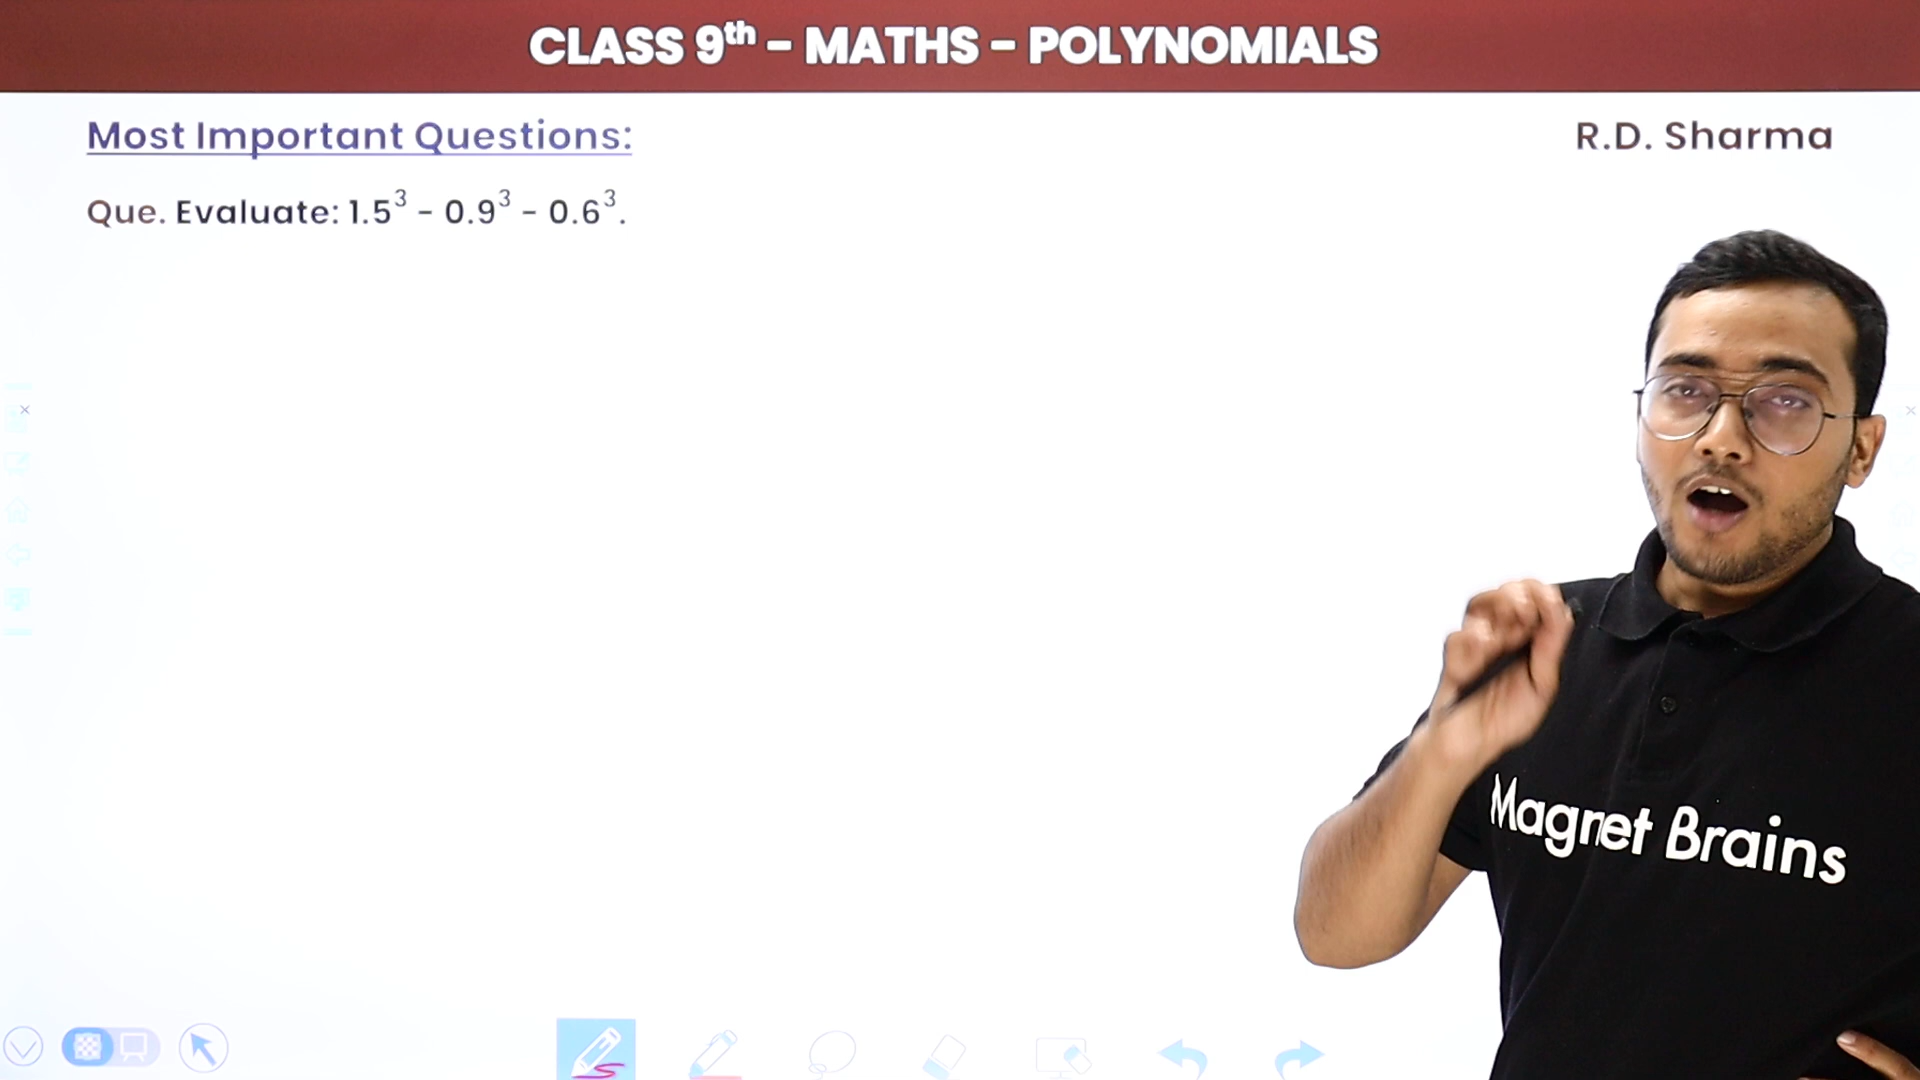 CLASS 9th – MATHS – POLYNOMIALS
Most Important Questions:
R.D. Sharma
Que. Evaluate: 1.5³ - 0.9³ - 0.6³.
Magnet Brains